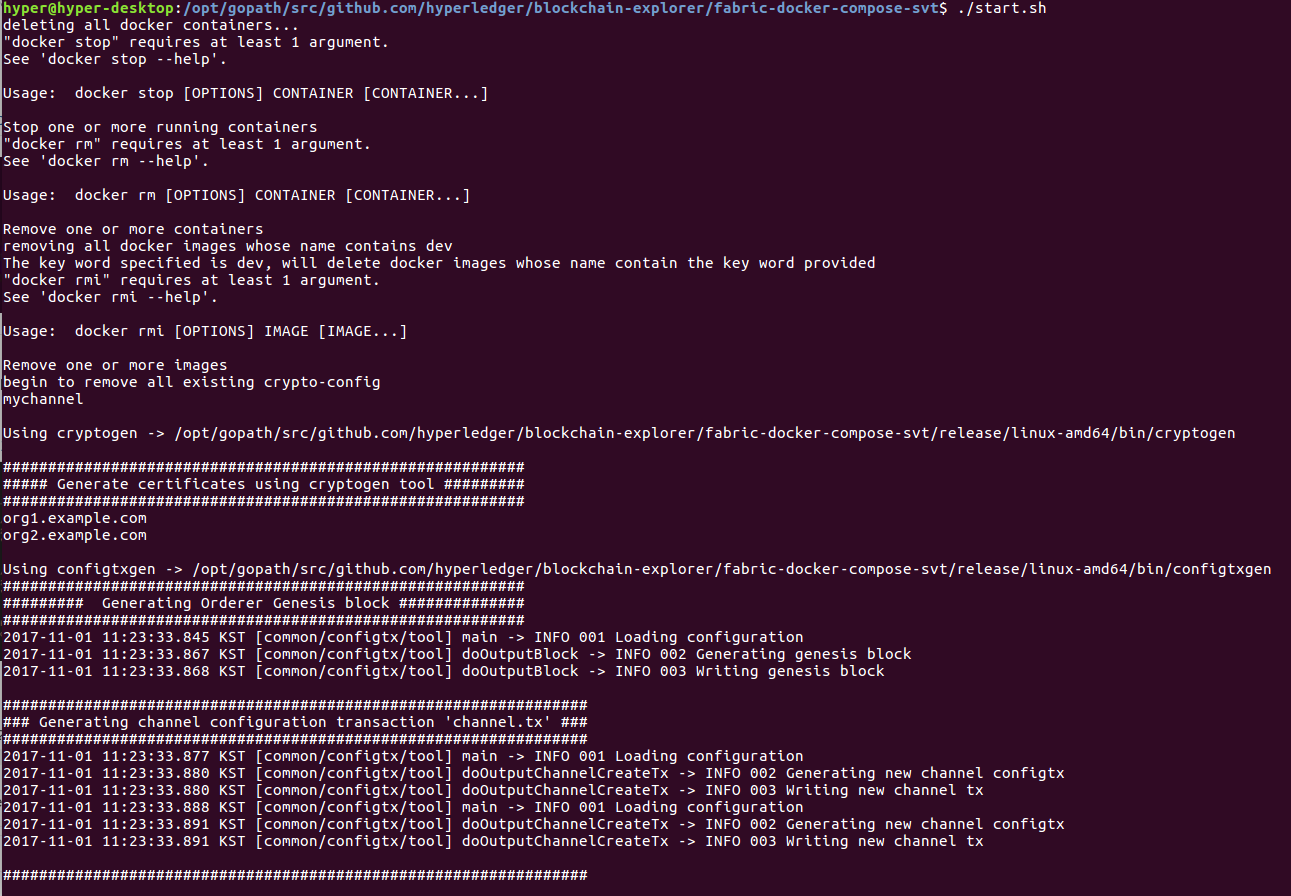 hyper@hyper-desktop:/opt/gopath/src/github.com/hyperledger/blockchain-explorer/fabric-docker-compose-svt$ ./start.sh
deleting all docker containers...
"docker stop" requires at least 1 argument.
See 'docker stop --help'.

Usage:  docker stop [OPTIONS] CONTAINER [CONTAINER...]

Stop one or more running containers
"docker rm" requires at least 1 argument.
See 'docker rm --help'.

Usage:  docker rm [OPTIONS] CONTAINER [CONTAINER...]

Remove one or more containers
removing all docker images whose name contains dev
The key word specified is dev, will delete docker images whose name contain the key word provided
"docker rmi" requires at least 1 argument.
See 'docker rmi --help'.

Usage:  docker rmi [OPTIONS] IMAGE [IMAGE...]

Remove one or more images
begin to remove all existing crypto-config
mychannel

Using cryptogen -> /opt/gopath/src/github.com/hyperledger/blockchain-explorer/fabric-docker-compose-svt/release/linux-amd64/bin/cryptogen

##########################################################
##### Generate certificates using cryptogen tool #########
##########################################################
org1.example.com
org2.example.com

Using configtxgen -> /opt/gopath/src/github.com/hyperledger/blockchain-explorer/fabric-docker-compose-svt/release/linux-amd64/bin/configtxgen
##########################################################
#########  Generating Orderer Genesis block ##############
##########################################################
2017-11-01 11:23:33.845 KST [common/configtx/tool] main -> INFO 001 Loading configuration
2017-11-01 11:23:33.867 KST [common/configtx/tool] doOutputBlock -> INFO 002 Generating genesis block
2017-11-01 11:23:33.868 KST [common/configtx/tool] doOutputBlock -> INFO 003 Writing genesis block

#################################################################
### Generating channel configuration transaction 'channel.tx' ###
#################################################################
2017-11-01 11:23:33.877 KST [common/configtx/tool] main -> INFO 001 Loading configuration
2017-11-01 11:23:33.880 KST [common/configtx/tool] doOutputChannelCreateTx -> INFO 002 Generating new channel configtx
2017-11-01 11:23:33.880 KST [common/configtx/tool] doOutputChannelCreateTx -> INFO 003 Writing new channel tx
2017-11-01 11:23:33.888 KST [common/configtx/tool] main -> INFO 001 Loading configuration
2017-11-01 11:23:33.891 KST [common/configtx/tool] doOutputChannelCreateTx -> INFO 002 Generating new channel configtx
2017-11-01 11:23:33.891 KST [common/configtx/tool] doOutputChannelCreateTx -> INFO 003 Writing new channel tx

#################################################################